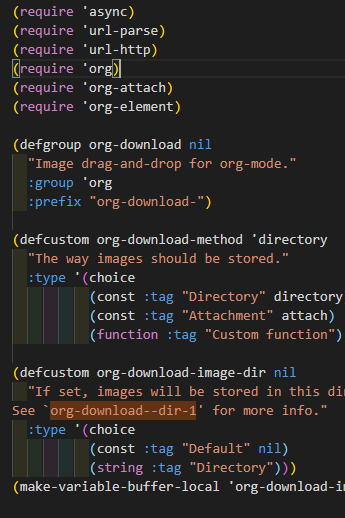 (require 'async)
(require 'url-parse)
(require 'url-http)
(require 'org)
(require 'org-attach)
(require 'org-element)

(defgroup org-download nil
  "Image drag-and-drop for org-mode."
  :group 'org
  :prefix "org-download-")

(defcustom org-download-method 'directory
  "The way images should be stored."
  :type '(choice
          (const :tag "Directory" directory
          (const :tag "Attachment" attach)
          (function :tag "Custom function")

(defcustom org-download-image-dir nil
  "If set, images will be stored in this dir
See `org-download--dir-1' for more info."
  :type '(choice
          (const :tag "Default" nil)
          (string :tag "Directory")))
(make-variable-buffer-local 'org-download-im